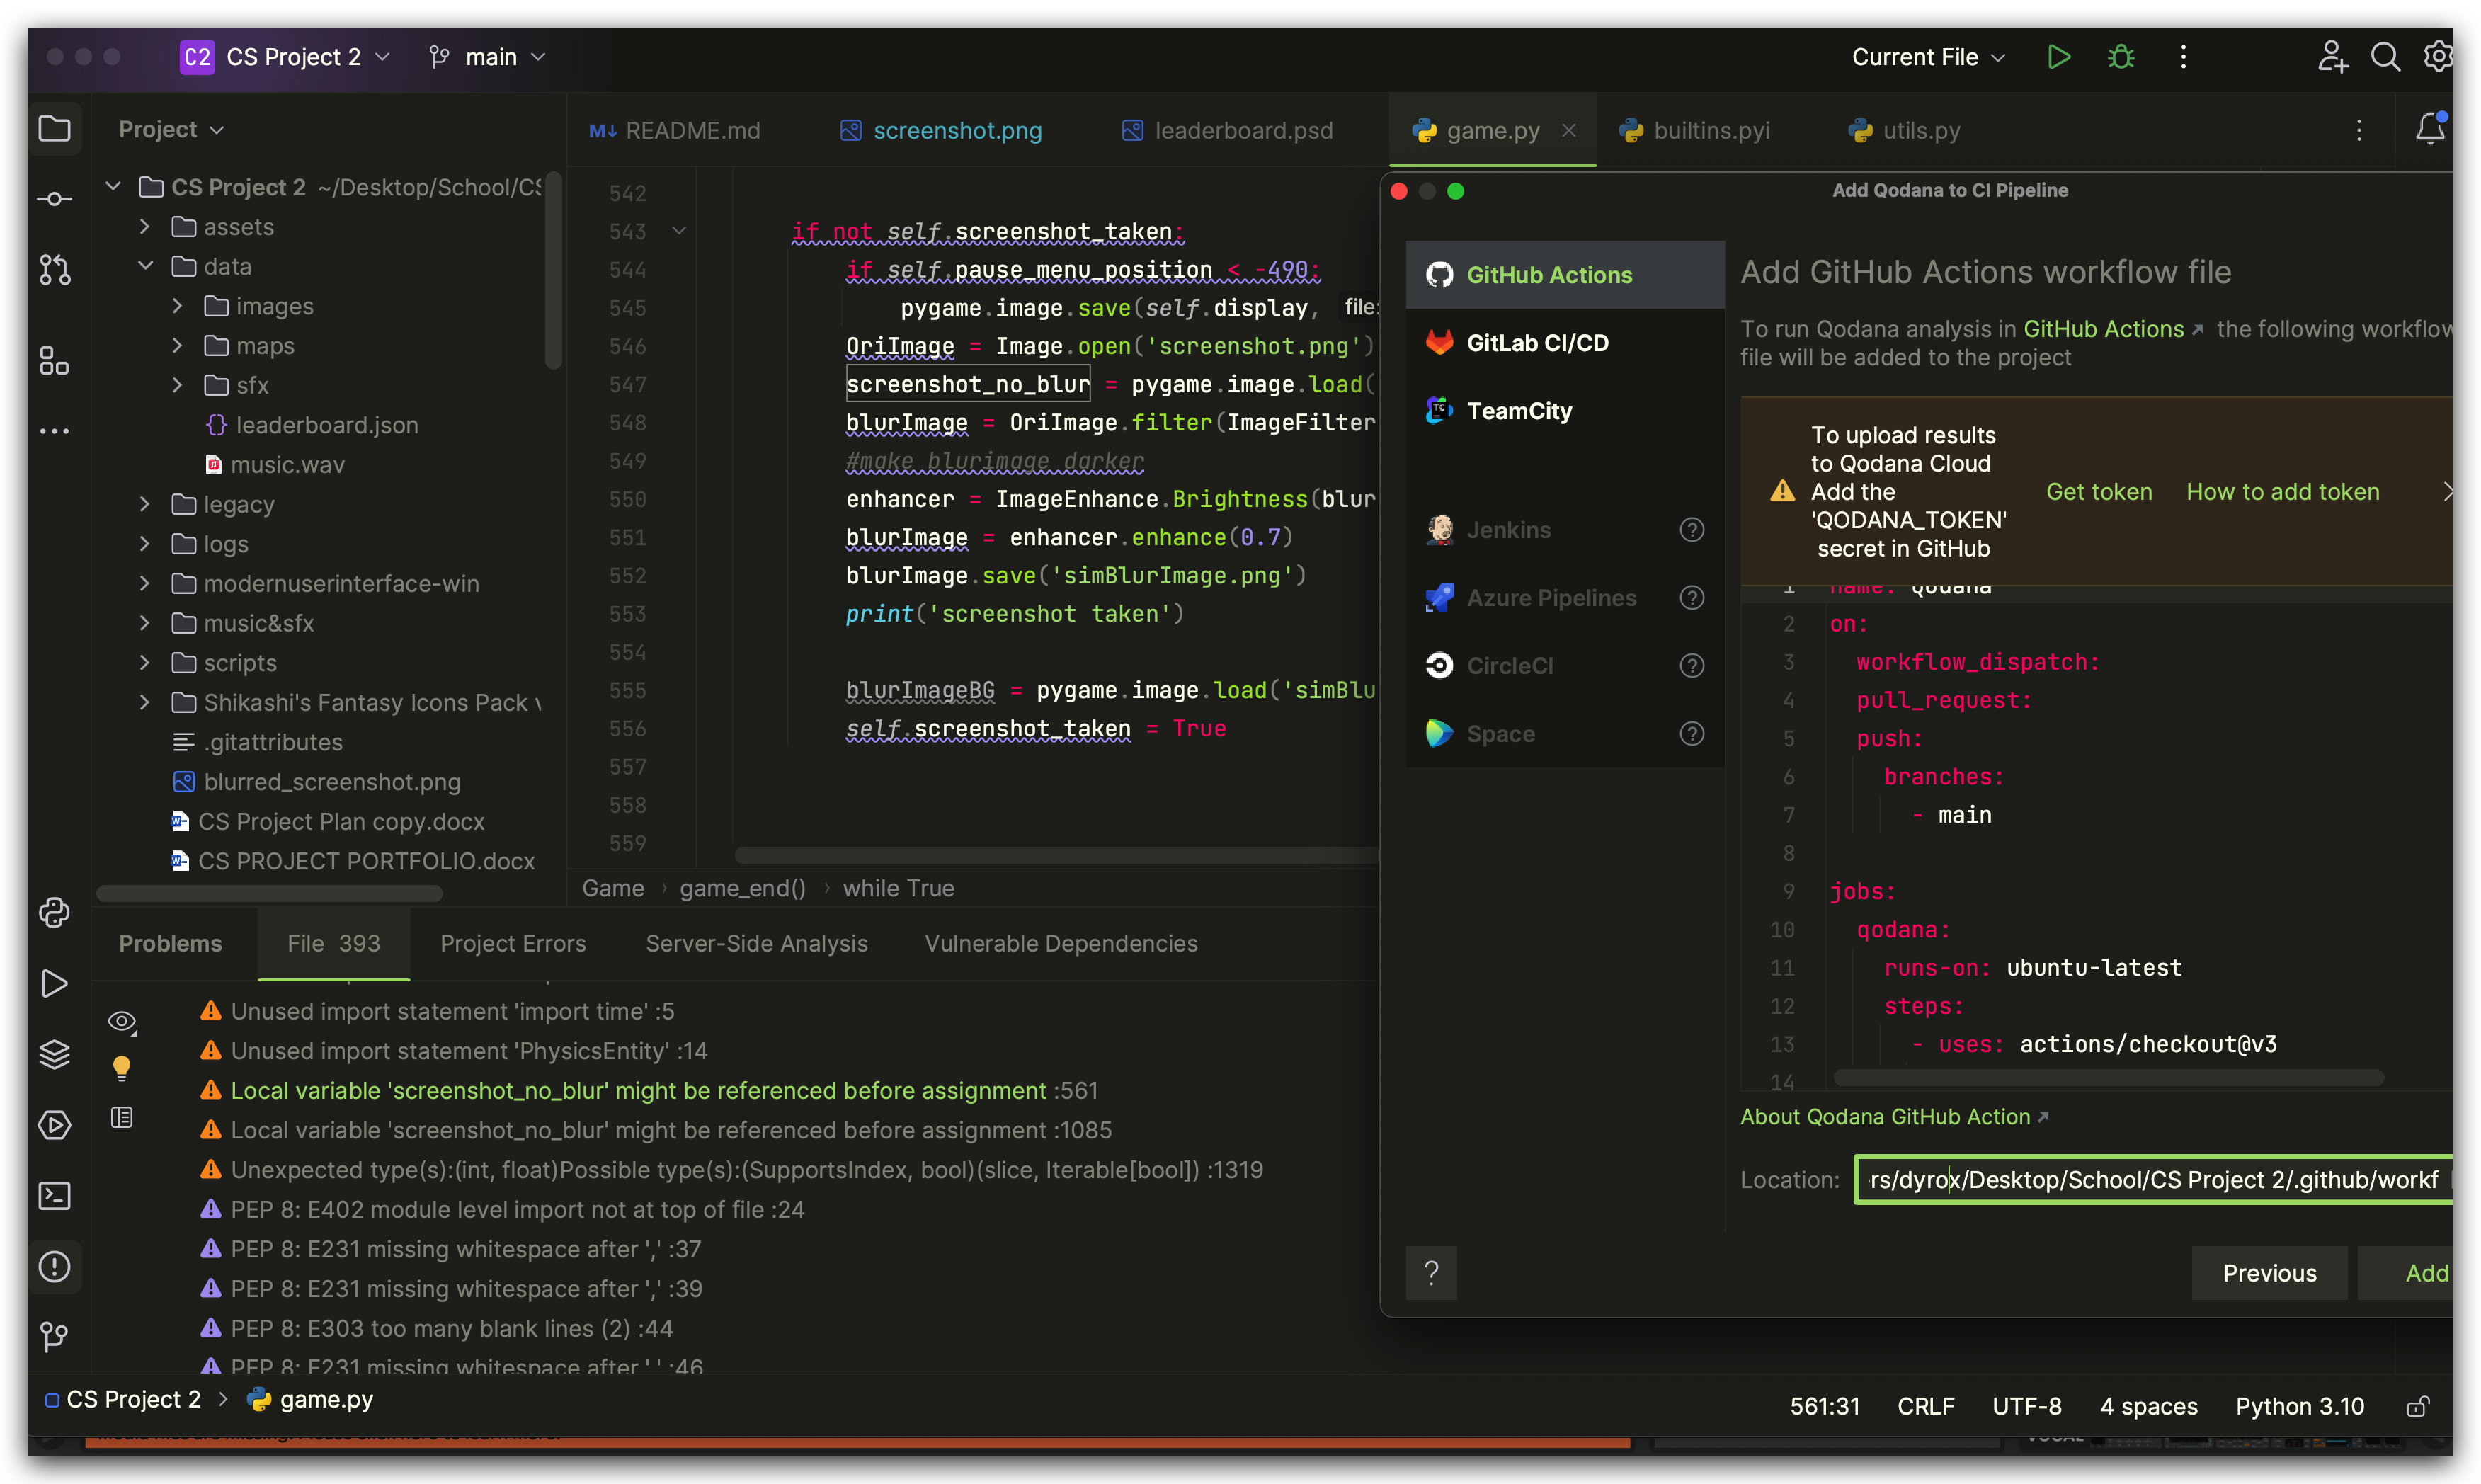 C2 CS Project 2 main Current File
Project
README.md screenshot.png leaderboard.psd game.py builtins.pyi utils.py
CS Project 2 ~/Desktop/School/CS
assets
data
images
maps
sfx
leaderboard.json
music.wav
legacy
logs
modernuserinterface-win
music&sfx
scripts
Shikashi's Fantasy Icons Pack v
.gitattributes
blurred_screenshot.png
CS Project Plan copy.docx
CS PROJECT PORTFOLIO.docx
542
543 if not self.screenshot_taken:
544 if self.pause_menu_position < -490:
545 pygame.image.save(self.display, file:
546 OriImage = Image.open('screenshot.png')
547 screenshot_no_blur = pygame.image.load(
548 blurImage = OriImage.filter(ImageFilter
549 #make blurimage darker
550 enhancer = ImageEnhance.Brightness(blur
551 blurImage = enhancer.enhance(0.7)
552 blurImage.save('simBlurImage.png')
553 print('screenshot taken')
554
555 blurImageBG = pygame.image.load('simBlu
556 self.screenshot_taken = True
557
558
559
Game › game_end() › while True
Problems File 393 Project Errors Server-Side Analysis Vulnerable Dependencies
Unused import statement 'import time' :5
Unused import statement 'PhysicsEntity' :14
Local variable 'screenshot_no_blur' might be referenced before assignment :561
Local variable 'screenshot_no_blur' might be referenced before assignment :1085
Unexpected type(s):(int, float)Possible type(s):(SupportsIndex, bool)(slice, Iterable[bool]) :1319
PEP 8: E402 module level import not at top of file :24
PEP 8: E231 missing whitespace after ',' :37
PEP 8: E231 missing whitespace after ',' :39
PEP 8: E303 too many blank lines (2) :44
PEP 8: E231 missing whitespace after ',' :46
Add Qodana to CI Pipeline
GitHub Actions
GitLab CI/CD
TeamCity
Jenkins
Azure Pipelines
CircleCI
Space
Add GitHub Actions workflow file
To run Qodana analysis in GitHub Actions the following workflow
file will be added to the project
To upload results
to Qodana Cloud
Add the
'QODANA_TOKEN'
secret in GitHub
Get token How to add token
1 name: Qodana
2 on:
3 workflow_dispatch:
4 pull_request:
5 push:
6 branches:
7 - main
8
9 jobs:
10 qodana:
11 runs-on: ubuntu-latest
12 steps:
13 - uses: actions/checkout@v3
14
About Qodana GitHub Action
Location: rs/dyrox/Desktop/School/CS Project 2/.github/workf
? Previous Add
CS Project 2 > game.py 561:31 CRLF UTF-8 4 spaces Python 3.10